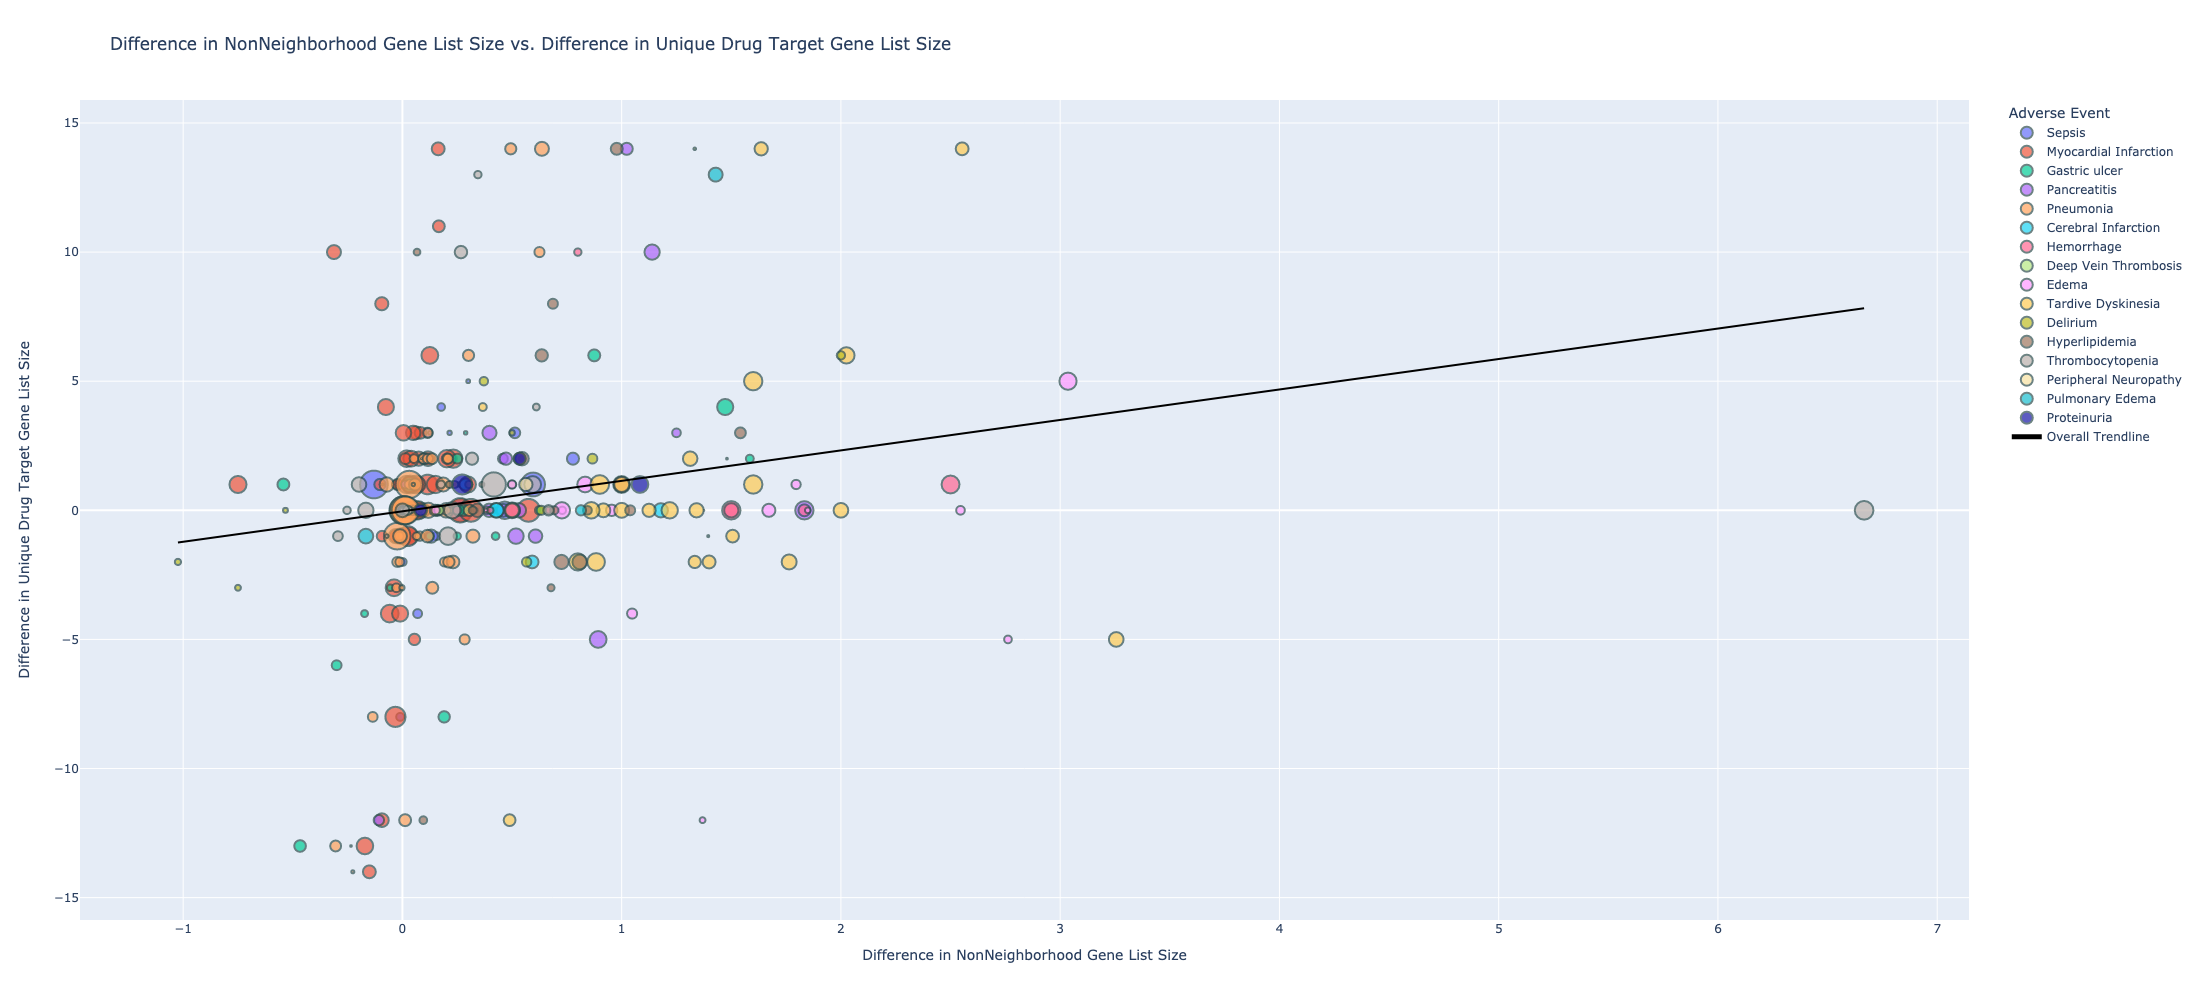 Difference in NonNeighborhood Gene List Size vs. Difference in Unique Drug Target Gene List Size
Difference in Unique Drug Target Gene List Size
15
10
5
0
−5
−10
−15
−1
0
1
2
3
4
5
6
7
Difference in NonNeighborhood Gene List Size
Adverse Event
Sepsis
Myocardial Infarction
Gastric ulcer
Pancreatitis
Pneumonia
Cerebral Infarction
Hemorrhage
Deep Vein Thrombosis
Edema
Tardive Dyskinesia
Delirium
Hyperlipidemia
Thrombocytopenia
Peripheral Neuropathy
Pulmonary Edema
Proteinuria
Overall Trendline